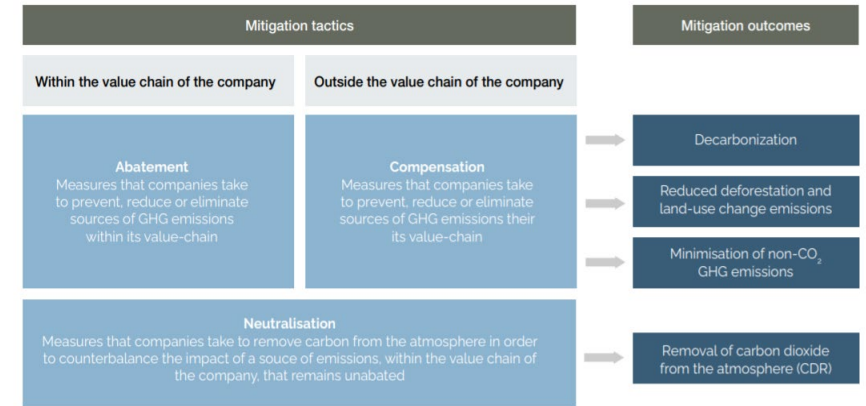 Mitigation tactics
Mitigation outcomes
Within the value chain of the company
Outside the value chain of the company
Abatement
Measures that companies take
to prevent, reduce or eliminate
sources of GHG emissions
within its value-chain
Compensation
Measures that companies take
to prevent, reduce or eliminate
sources of GHG emissions their
its value-chain
Decarbonization
Reduced deforestation and
land-use change emissions
Minimisation of non-CO₂
GHG emissions
Neutralisation
Measures that companies take to remove carbon from the atmosphere in order
to counterbalance the impact of a souce of emissions, within the value chain of
the company, that remains unabated
Removal of carbon dioxide
from the atmosphere (CDR)